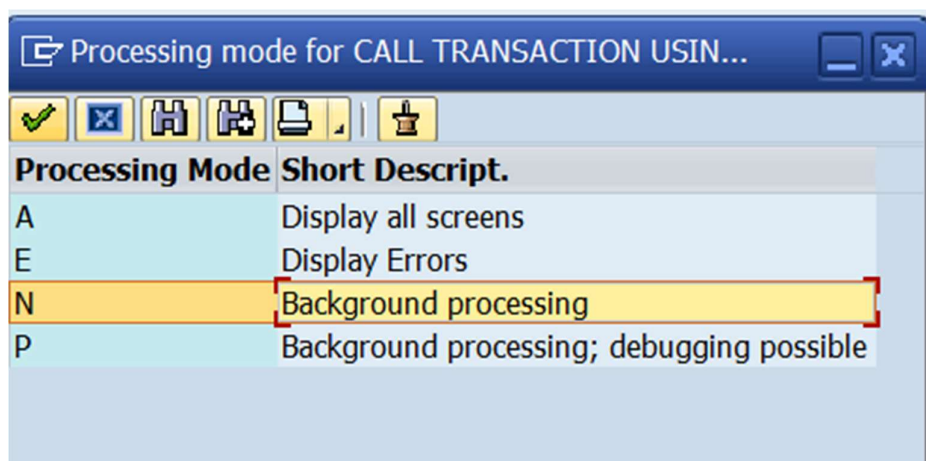 Processing mode for CALL TRANSACTION USIN...
Processing Mode Short Descript.
A Display all screens
E Display Errors
N Background processing
P Background processing; debugging possible